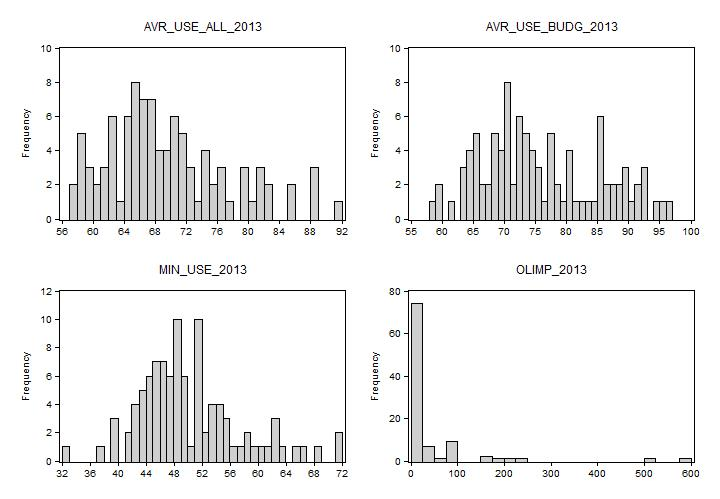 AVR_USE_ALL_2013
10
8
6
4
2
0
Frequency
56 60 64 68 72 76 80 84 88 92
AVR_USE_BUDG_2013
10
8
6
4
2
0
Frequency
55 60 65 70 75 80 85 90 95 100
MIN_USE_2013
12
10
8
6
4
2
0
Frequency
32 36 40 44 48 52 56 60 64 68 72
OLIMP_2013
80
60
40
20
0
Frequency
0 100 200 300 400 500 600